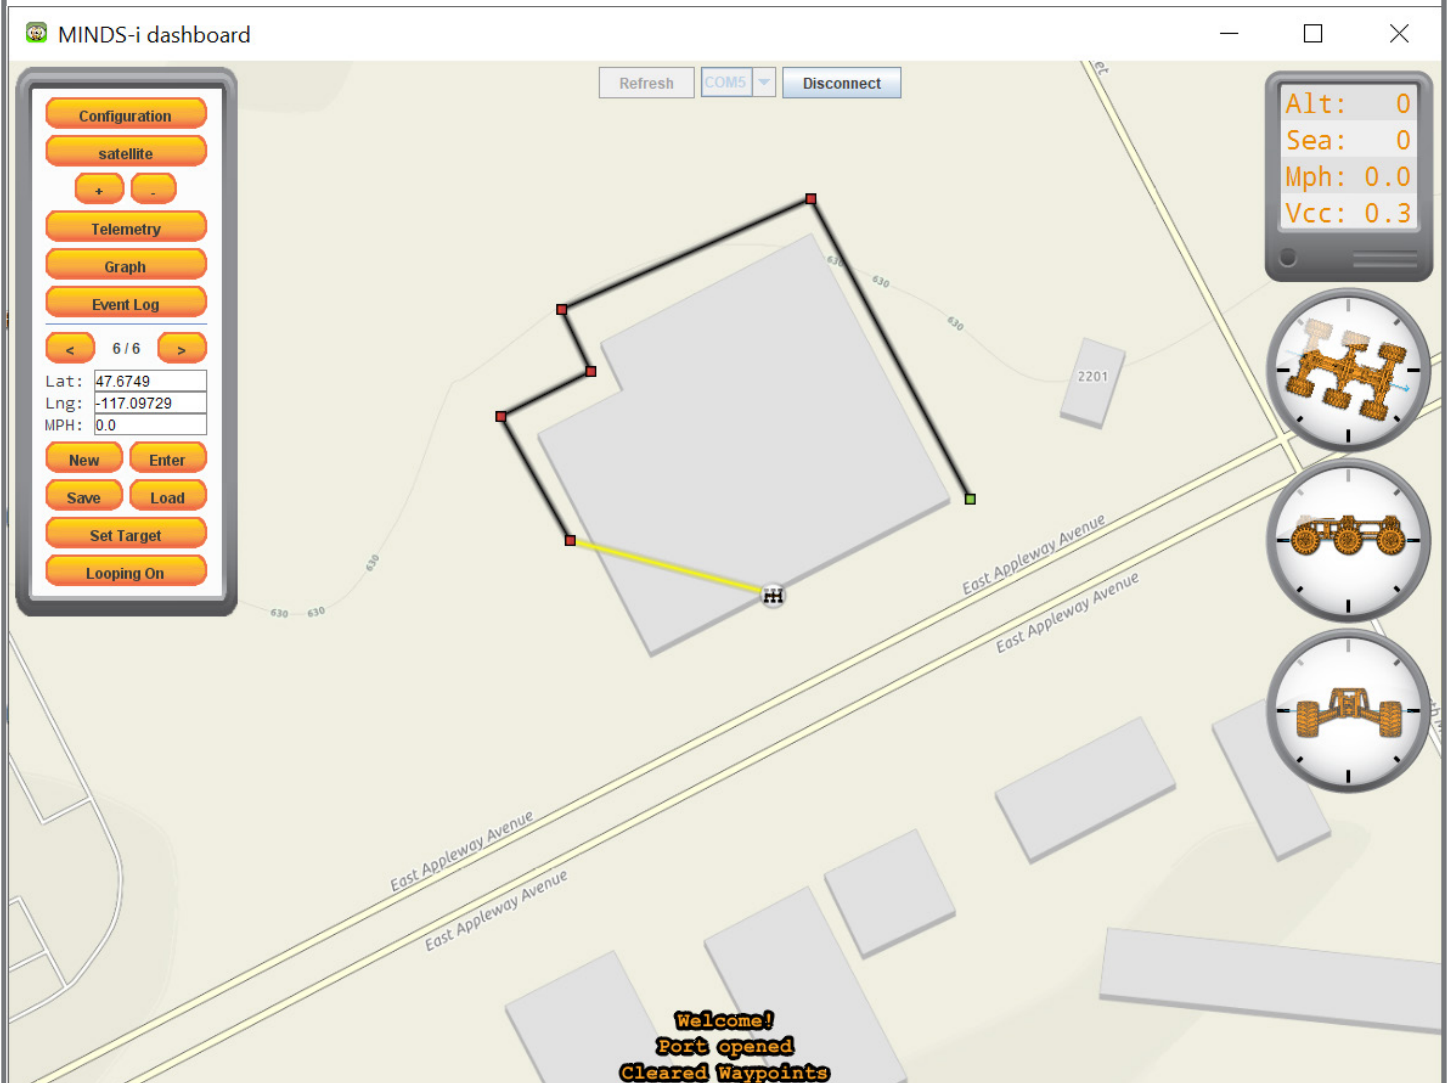 MINDS-i dashboard
Refresh
COM5
Disconnect
Configuration
satellite
+
-
Telemetry
Graph
Event Log
<
6 / 6
>
Lat: 47.6749
Lng: -117.09729
MPH: 0.0
New
Enter
Save
Load
Set Target
Looping On
Alt: 0
Sea: 0
Mph: 0.0
Vcc: 0.3
et
630
630
630
2201
630
630
630
East Appleway Avenue
East Appleway Avenue
East Appleway Avenue
East Appleway Avenue
Welcome!
Port opened
Cleared Waypoints